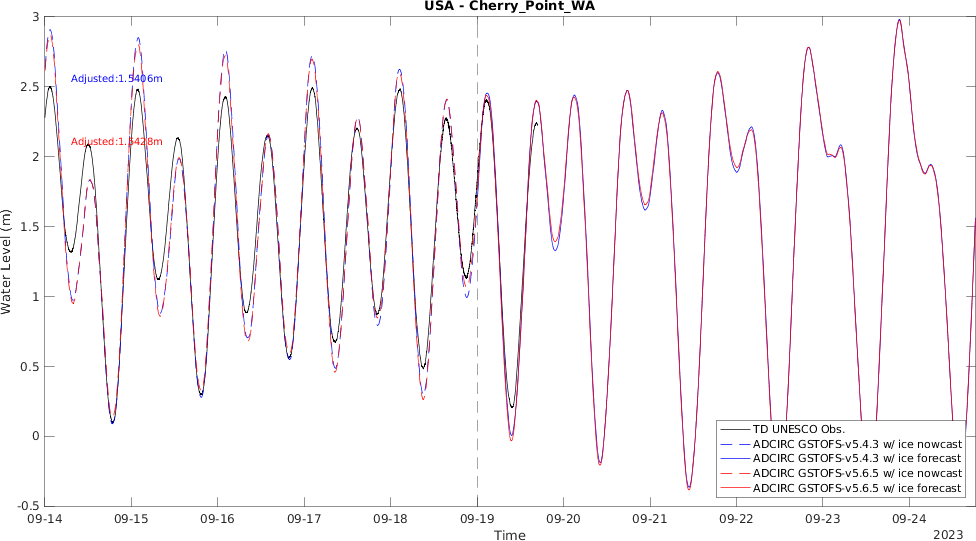 USA - Cherry_Point_WA
3
2.5
2
1.5
1
0.5
0
-0.5
Water Level (m)
Adjusted:1.5406m
Adjusted:1.5428m
TD UNESCO Obs.
ADCIRC GSTOFS-v5.4.3 w/ ice nowcast
ADCIRC GSTOFS-v5.4.3 w/ ice forecast
ADCIRC GSTOFS-v5.6.5 w/ ice nowcast
ADCIRC GSTOFS-v5.6.5 w/ ice forecast
09-14 09-15 09-16 09-17 09-18 09-19 09-20 09-21 09-22 09-23 09-24
Time
2023